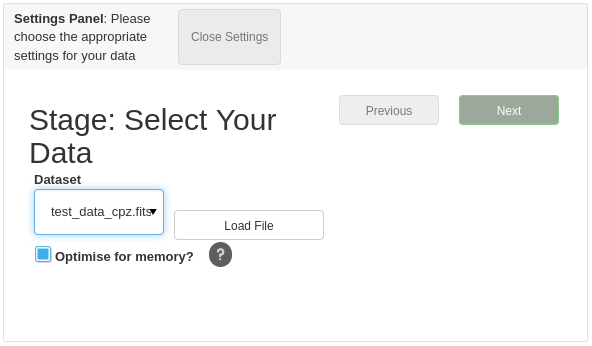 Settings Panel: Please
choose the appropriate
settings for your data
Close Settings
Previous
Next
Stage: Select Your
Data
Dataset
test_data_cpz.fits
Load File
Optimise for memory?
?